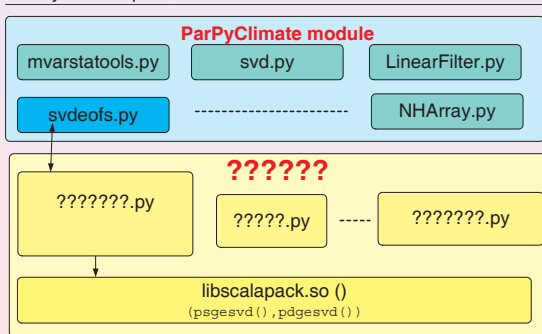 ParPyClimate module
mvarstatools.py
svd.py
LinearFilter.py
svdeofs.py
NHArray.py
??????
???????.py
?????.py
???????.py
libscalapack.so ()
(psgesvd(),pdgesvd())